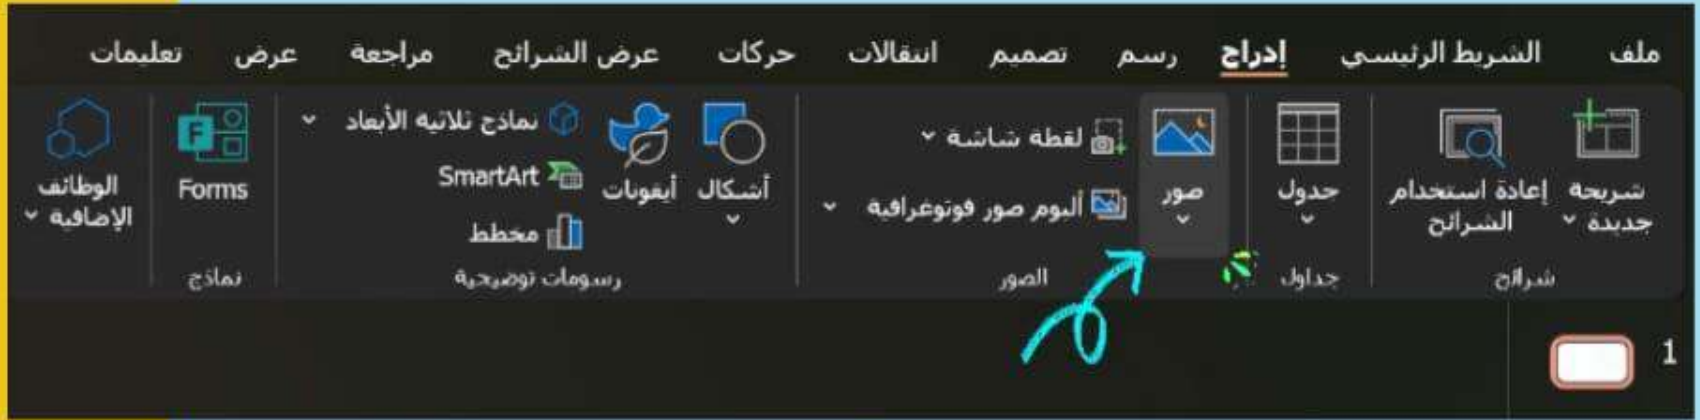 ملف الشريط الرئيسي إدراج رسم تصميم انتقالات حركات عرض الشرائح مراجعة عرض تعليمات
شريحة جديدة
إعادة استخدام الشرائح
شرائح
جدول
جداول
صور
لقطة شاشة
ألبوم صور فوتوغرافية
الصور
أشكال
أيقونات
نماذج ثلاثية الأبعاد
SmartArt
مخطط
رسومات توضيحية
Forms
نماذج
الوظائف الإضافية
1